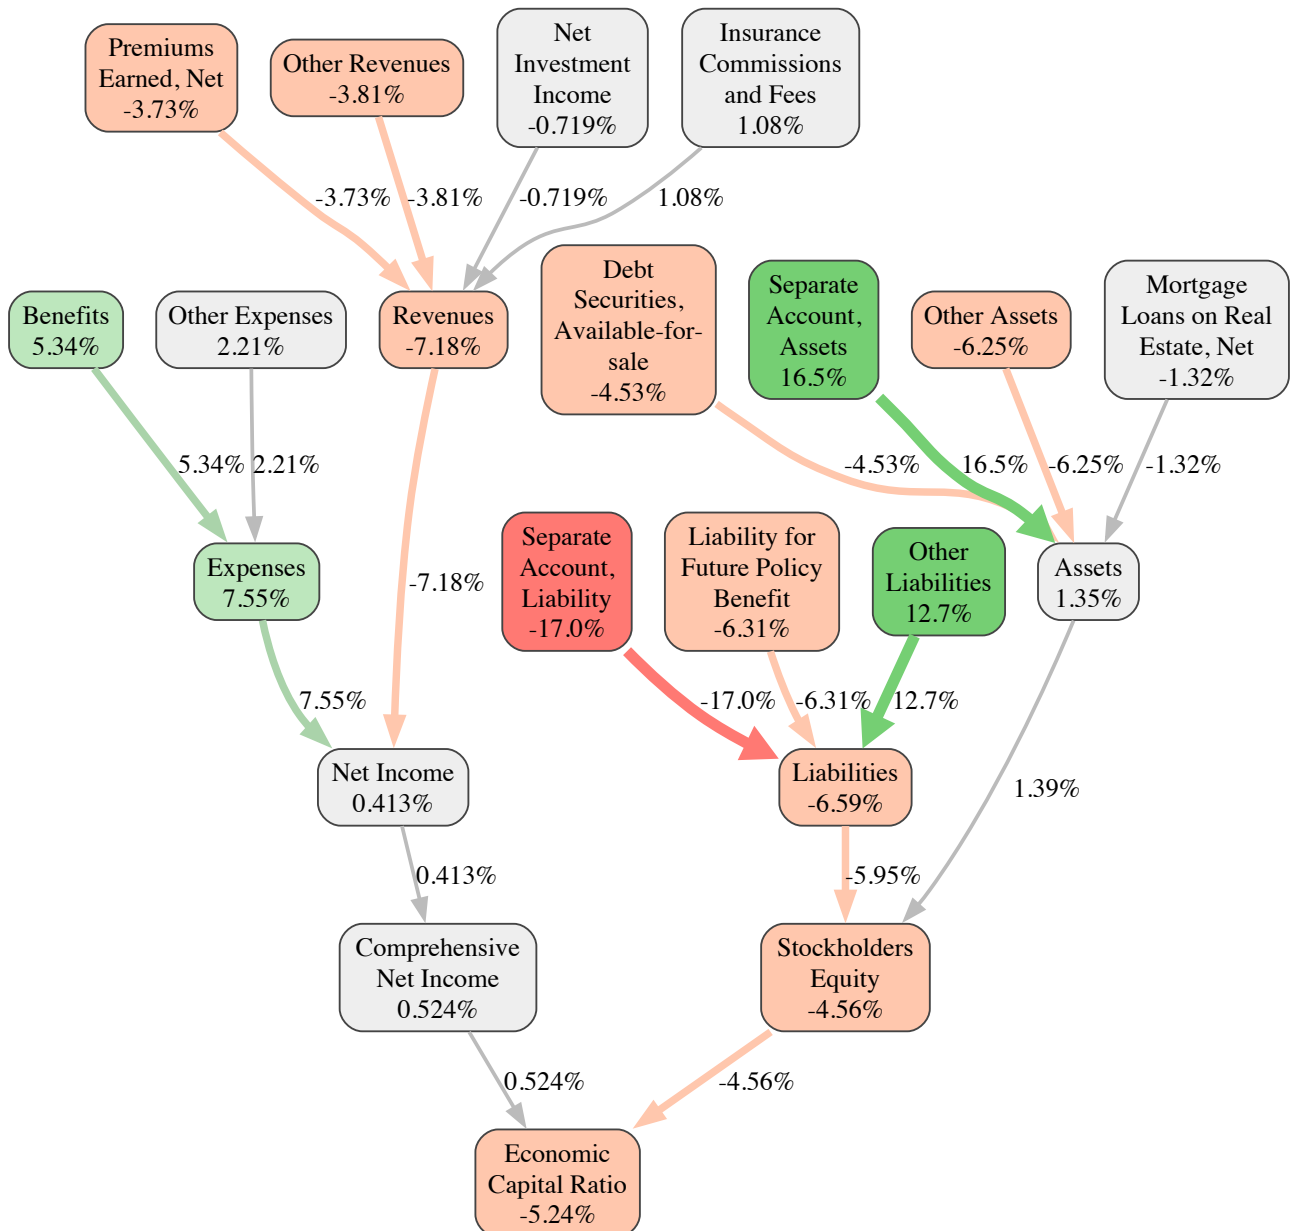 Premiums
Earned, Net
-3.73%
Other Revenues
-3.81%
Net
Investment
Income
-0.719%
Insurance
Commissions
and Fees
1.08%
-3.73%
-3.81%
-0.719%
1.08%
Benefits
5.34%
Other Expenses
2.21%
Revenues
-7.18%
Debt
Securities,
Available-for-
sale
-4.53%
Separate
Account,
Assets
16.5%
Other Assets
-6.25%
Mortgage
Loans on Real
Estate, Net
-1.32%
5.34%
2.21%
-4.53%
16.5%
-6.25%
-1.32%
Expenses
7.55%
-7.18%
Separate
Account,
Liability
-17.0%
Liability for
Future Policy
Benefit
-6.31%
Other
Liabilities
12.7%
Assets
1.35%
7.55%
-17.0%
-6.31%
12.7%
Net Income
0.413%
Liabilities
-6.59%
1.39%
0.413%
-5.95%
Comprehensive
Net Income
0.524%
Stockholders
Equity
-4.56%
0.524%
-4.56%
Economic
Capital Ratio
-5.24%